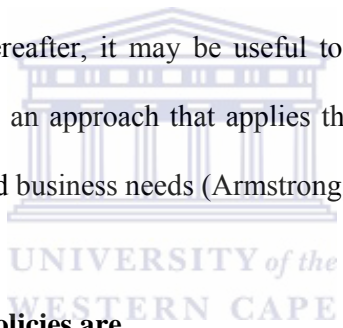 ereafter, it may be useful to
an approach that applies th
d business needs (Armstrong
UNIVERSITY of the
WESTERN CAPE
olicies are